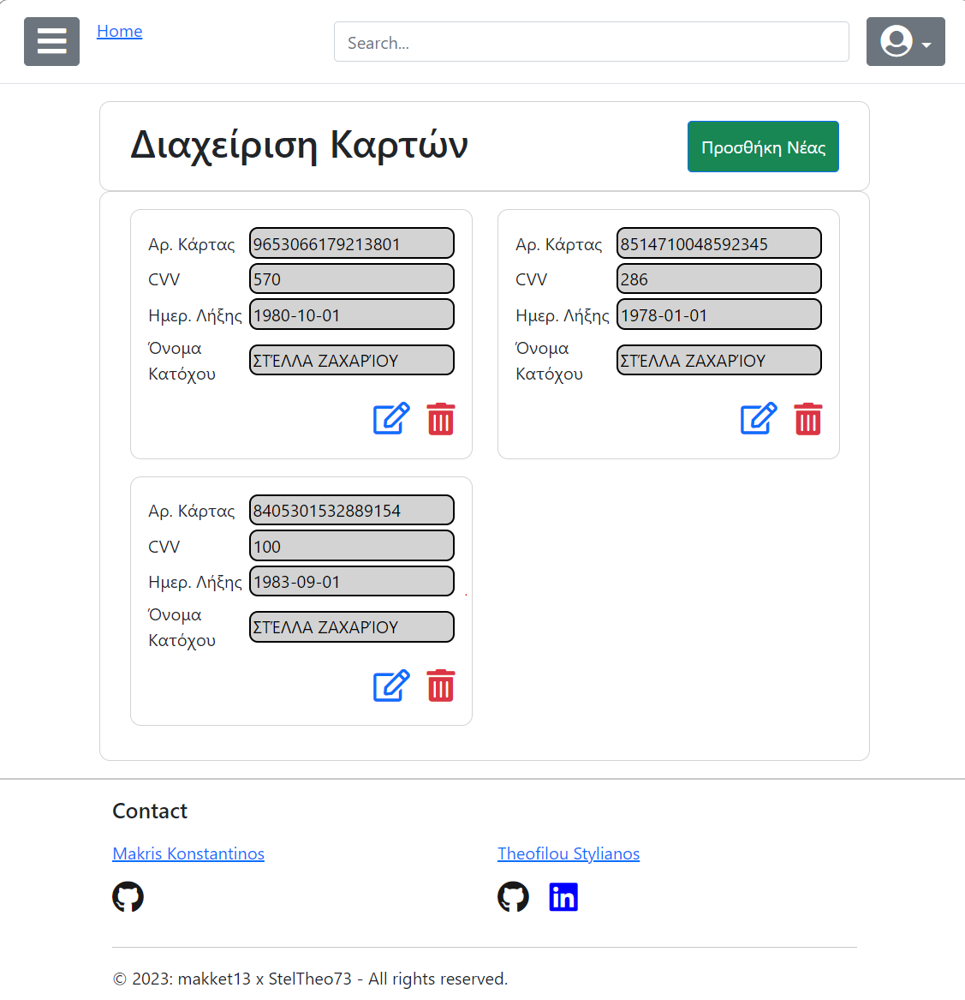 Home
Search...
Διαχείριση Καρτών
Προσθήκη Νέας
Αρ. Κάρτας 9653066179213801
CVV 570
Ημερ. Λήξης 1980-10-01
Όνομα
Κατόχου
ΣΤΈΛΛΑ ΖΑΧΑΡΊΟΥ
Αρ. Κάρτας 8514710048592345
CVV 286
Ημερ. Λήξης 1978-01-01
Όνομα
Κατόχου
ΣΤΈΛΛΑ ΖΑΧΑΡΊΟΥ
Αρ. Κάρτας 8405301532889154
CVV 100
Ημερ. Λήξης 1983-09-01
Όνομα
Κατόχου
ΣΤΈΛΛΑ ΖΑΧΑΡΊΟΥ
Contact
Makris Konstantinos
Theofilou Stylianos
in
© 2023: makket13 x StelTheo73 - All rights reserved.